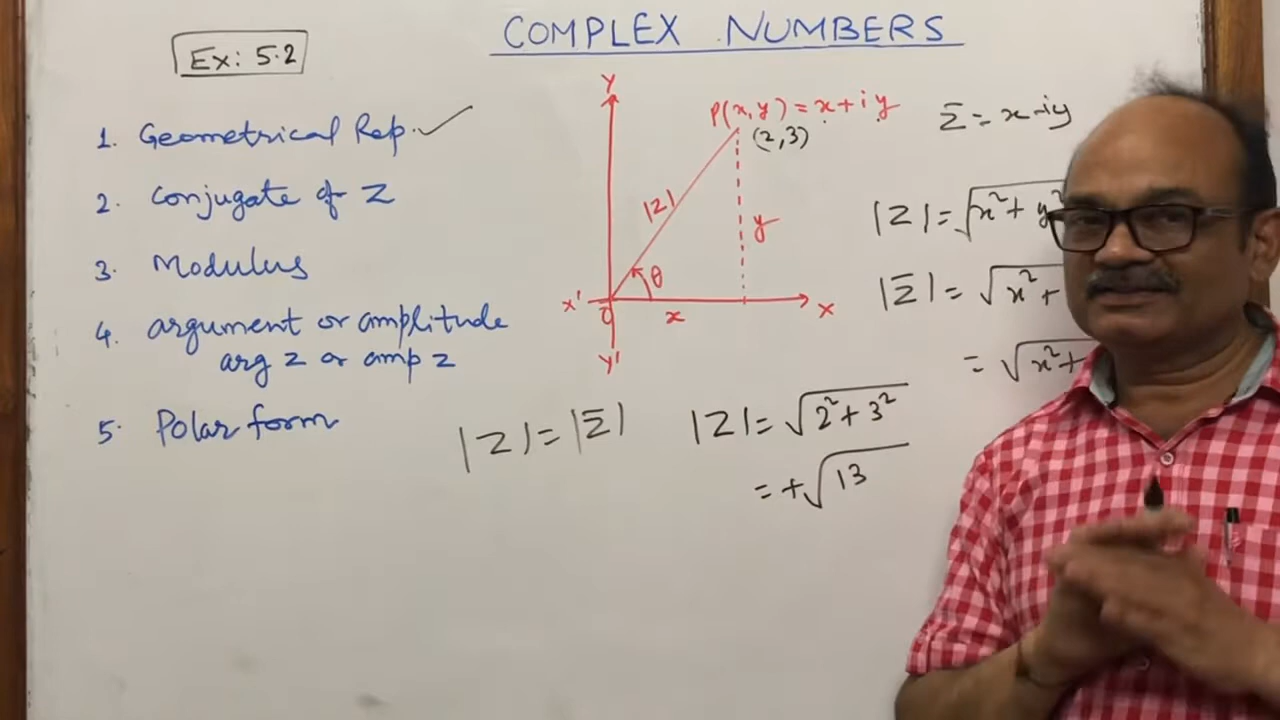 COMPLEX NUMBERS
Ex: 5.2
1. Geometrical Rep. ✓
2. Conjugate of Z
3. Modulus
4. argument or amplitude
arg z or amp z
5. Polar form
Y
P(x,y) = x + iy
(2,3)
|z|
y
θ
X'
O
x
X
Y'
z̅ = x - iy
|z| = √x² + y²
|z̅| = √x² +
= √x² +
|z| = |z̅|
|z| = √2² + 3²
= +√13